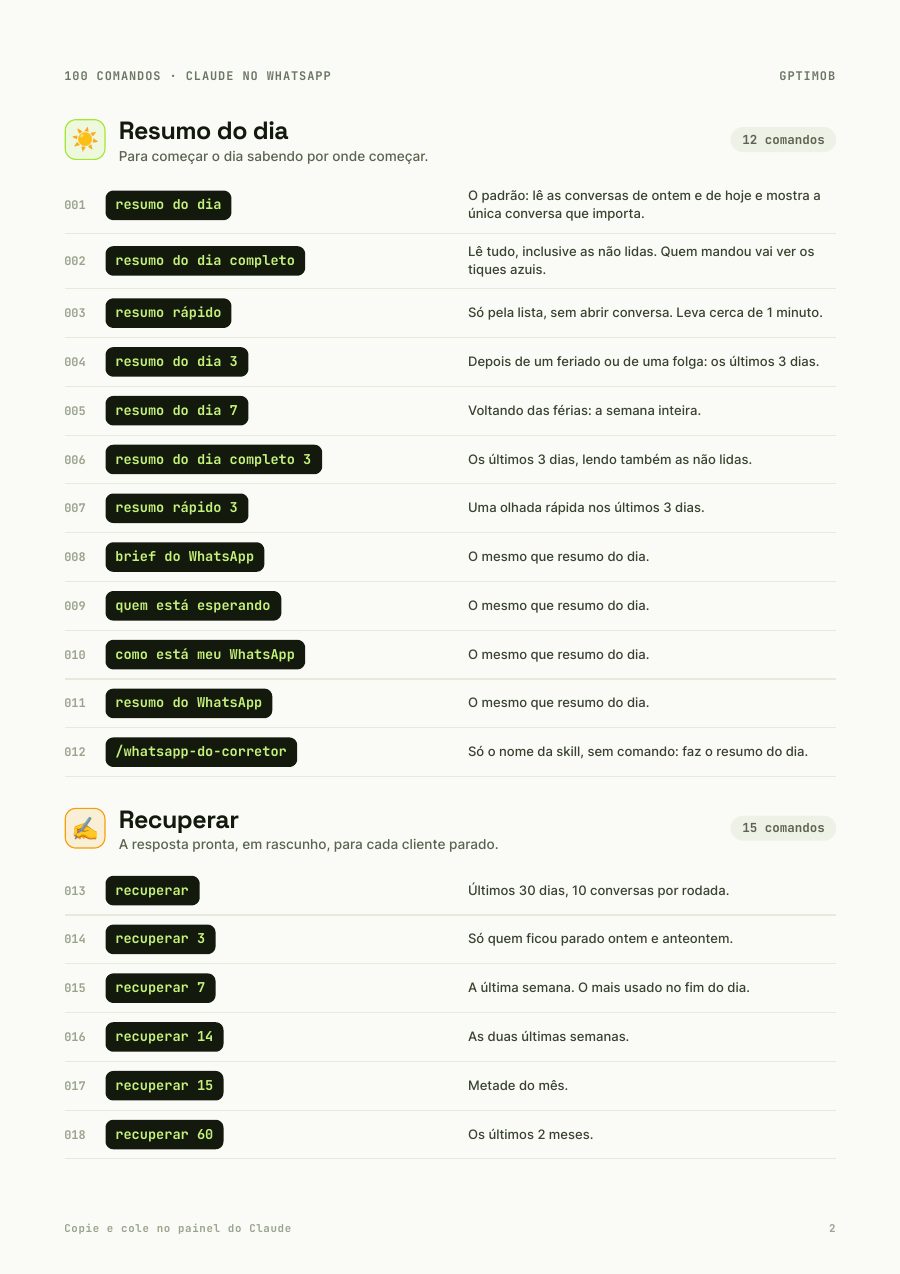 100 COMANDOS · CLAUDE NO WHATSAPP
GPTIMOB
Resumo do dia
Para começar o dia sabendo por onde começar.
12 comandos
001 resumo do dia O padrão: lê as conversas de ontem e de hoje e mostra a
única conversa que importa.
002 resumo do dia completo Lê tudo, inclusive as não lidas. Quem mandou vai ver os
tiques azuis.
003 resumo rápido Só pela lista, sem abrir conversa. Leva cerca de 1 minuto.
004 resumo do dia 3 Depois de um feriado ou de uma folga: os últimos 3 dias.
005 resumo do dia 7 Voltando das férias: a semana inteira.
006 resumo do dia completo 3 Os últimos 3 dias, lendo também as não lidas.
007 resumo rápido 3 Uma olhada rápida nos últimos 3 dias.
008 brief do WhatsApp O mesmo que resumo do dia.
009 quem está esperando O mesmo que resumo do dia.
010 como está meu WhatsApp O mesmo que resumo do dia.
011 resumo do WhatsApp O mesmo que resumo do dia.
012 /whatsapp-do-corretor Só o nome da skill, sem comando: faz o resumo do dia.
Recuperar
A resposta pronta, em rascunho, para cada cliente parado.
15 comandos
013 recuperar Últimos 30 dias, 10 conversas por rodada.
014 recuperar 3 Só quem ficou parado ontem e anteontem.
015 recuperar 7 A última semana. O mais usado no fim do dia.
016 recuperar 14 As duas últimas semanas.
017 recuperar 15 Metade do mês.
018 recuperar 60 Os últimos 2 meses.
Copie e cole no painel do Claude
2